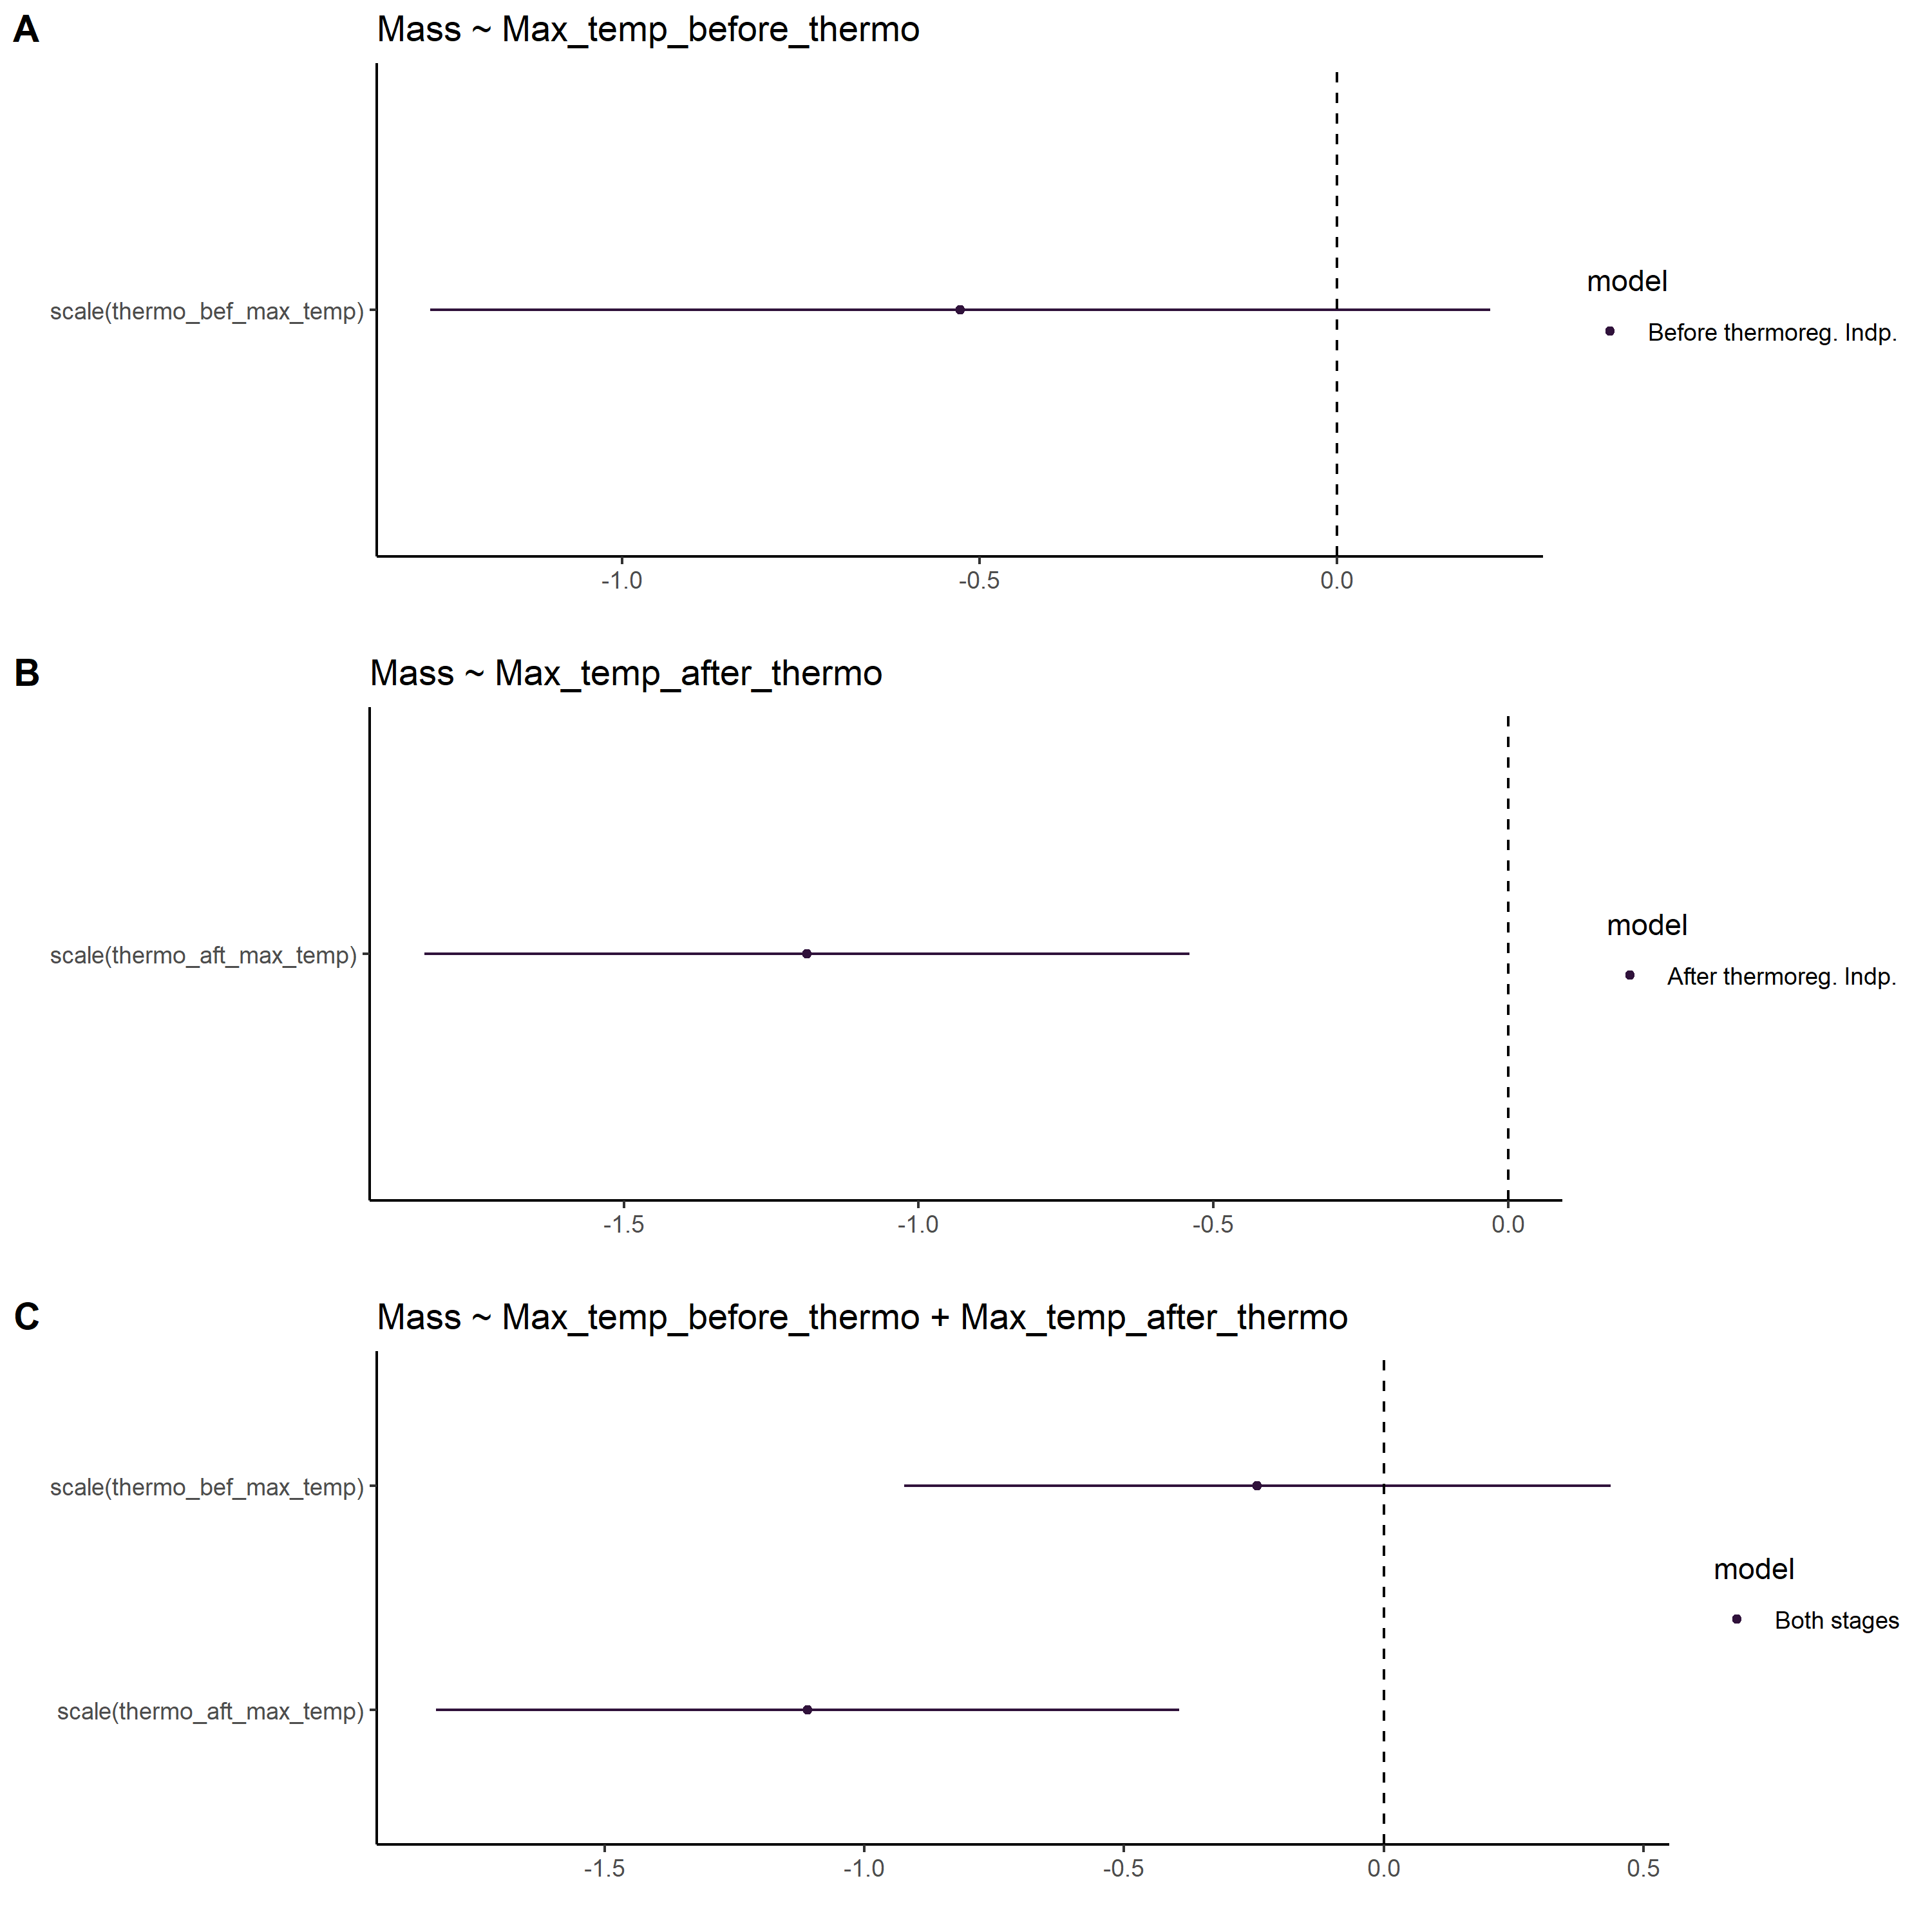 A
Mass ~ Max_temp_before_thermo
scale(thermo_bef_max_temp)
model
Before thermoreg. Indp.
-1.0 -0.5 0.0
B
Mass ~ Max_temp_after_thermo
scale(thermo_aft_max_temp)
model
After thermoreg. Indp.
-1.5 -1.0 -0.5 0.0
C
Mass ~ Max_temp_before_thermo + Max_temp_after_thermo
scale(thermo_bef_max_temp)
scale(thermo_aft_max_temp)
model
Both stages
-1.5 -1.0 -0.5 0.0 0.5